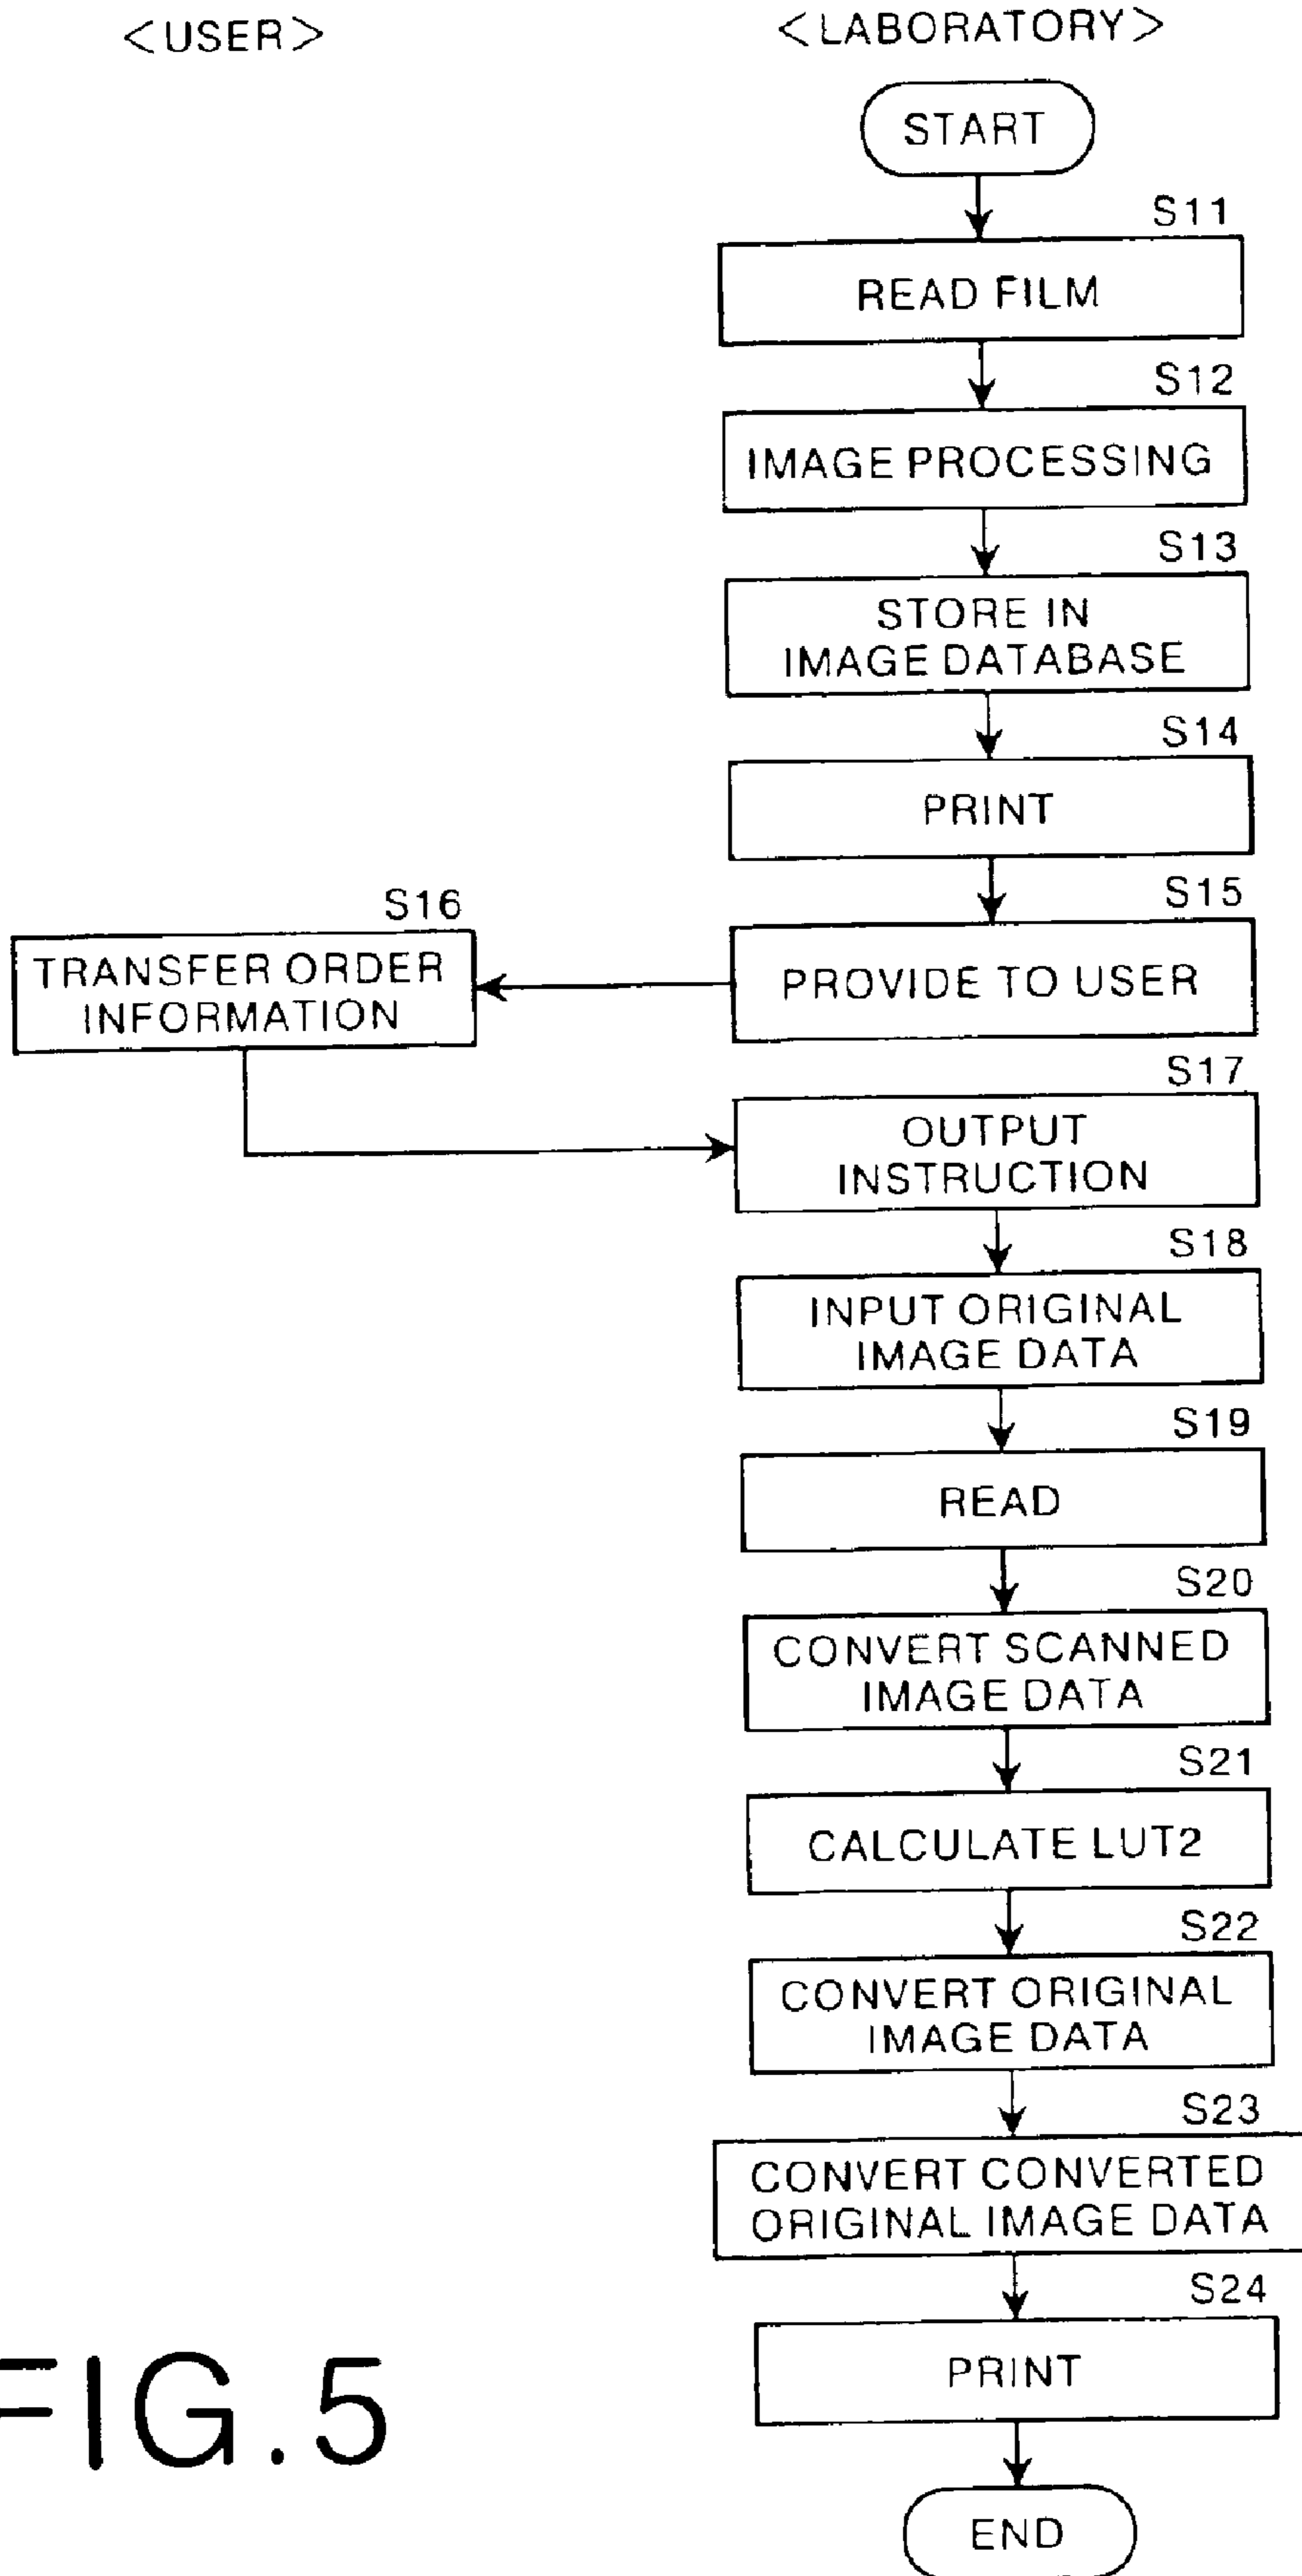 <USER>
<LABORATORY>
START
S11
READ FILM
S12
IMAGE PROCESSING
S13
STORE IN
IMAGE DATABASE
S14
PRINT
S15
PROVIDE TO USER
S16
TRANSFER ORDER
INFORMATION
S17
OUTPUT
INSTRUCTION
S18
INPUT ORIGINAL
IMAGE DATA
S19
READ
S20
CONVERT SCANNED
IMAGE DATA
S21
CALCULATE LUT2
S22
CONVERT ORIGINAL
IMAGE DATA
S23
CONVERT CONVERTED
ORIGINAL IMAGE DATA
S24
PRINT
END
FIG.5